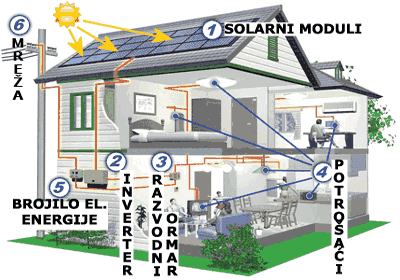 1 SOLARNI MODULI
6 MREŽA
2 INVERTER
3 RAZVODNI ORMAR
4 POTROŠAČI
5 BROJILO EL.
ENERGIJE